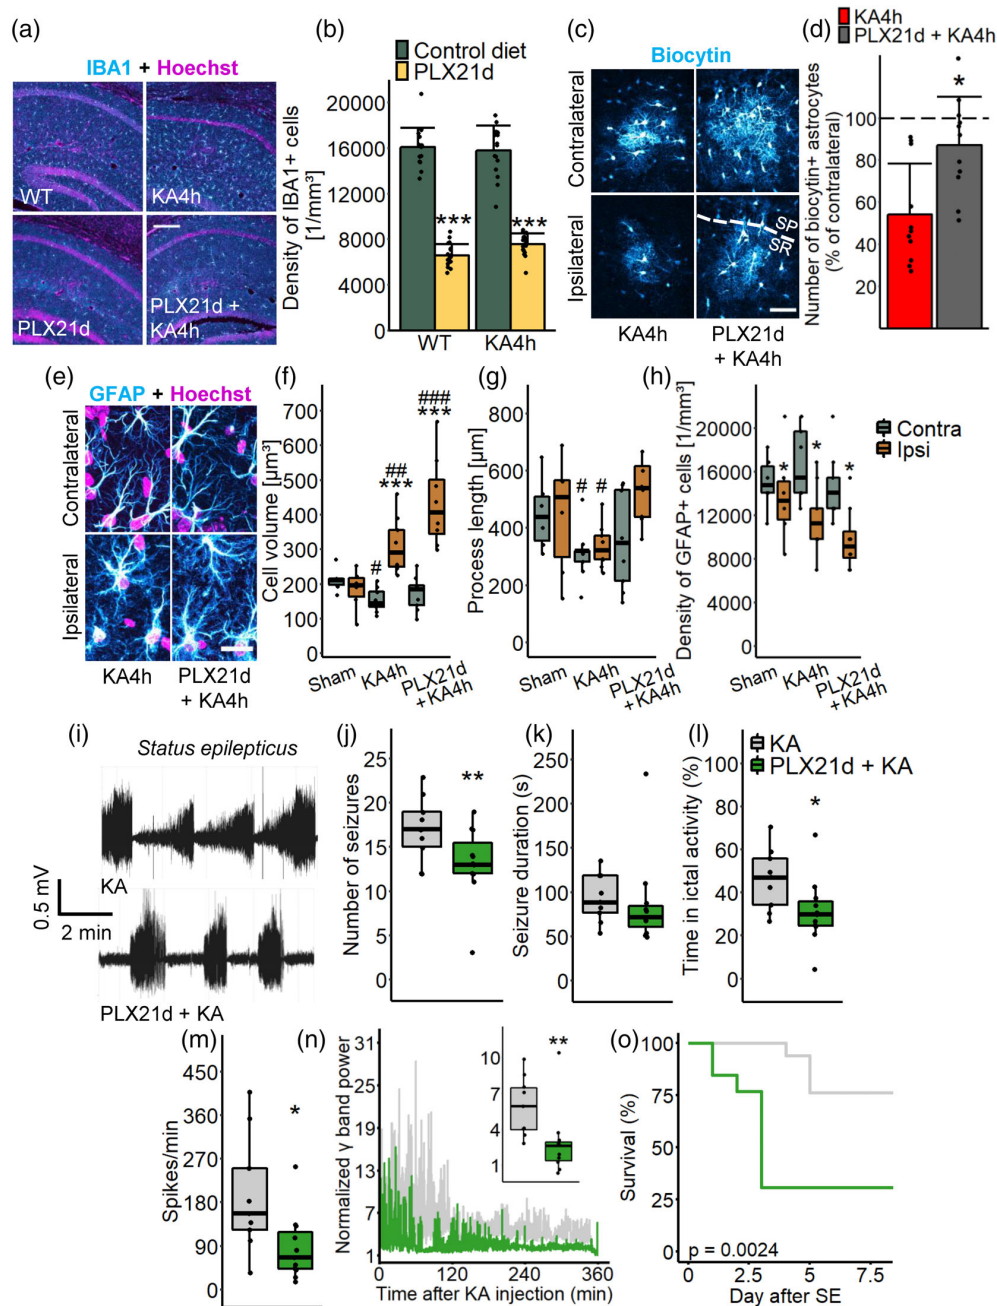 (a)
IBA1 + Hoechst
WT
KA4h
PLX21d
PLX21d +
KA4h
(b)
Control diet
PLX21d
Density of IBA1+ cells
[1/mm³]
20000
16000
12000
8000
4000
0
***
***
WT
KA4h
(c)
Biocytin
Contralateral
Ipsilateral
SP
SR
KA4h
PLX21d
+ KA4h
(d)
KA4h
PLX21d + KA4h
Number of biocytin+ astrocytes
(% of contralateral)
100
80
60
40
20
*
(e)
GFAP + Hoechst
Contralateral
Ipsilateral
KA4h
PLX21d
+ KA4h
(f)
Cell volume [µm³]
700
600
500
400
300
200
100
0
#
##
***
###
***
Sham
KA4h
PLX21d
+KA4h
(g)
Process length [µm]
800
600
400
200
0
#
#
Sham
KA4h
PLX21d
+KA4h
(h)
Density of GFAP+ cells [1/mm³]
20000
16000
12000
8000
4000
0
*
*
*
Sham
KA4h
PLX21d
+KA4h
Contra
Ipsi
(i)
Status epilepticus
KA
0.5 mV
2 min
PLX21d + KA
(j)
Number of seizures
25
20
15
10
5
0
**
(k)
Seizure duration (s)
250
200
150
100
50
0
(l)
KA
PLX21d + KA
Time in ictal activity (%)
100
80
60
40
20
0
*
(m)
Spikes/min
450
360
270
180
90
0
*
(n)
Normalized γ band power
31
25
19
13
7
1
10
7
4
1
**
0
120
240
360
Time after KA injection (min)
(o)
Survival (%)
100
75
50
25
0
p = 0.0024
0
2.5
5
7.5
Day after SE